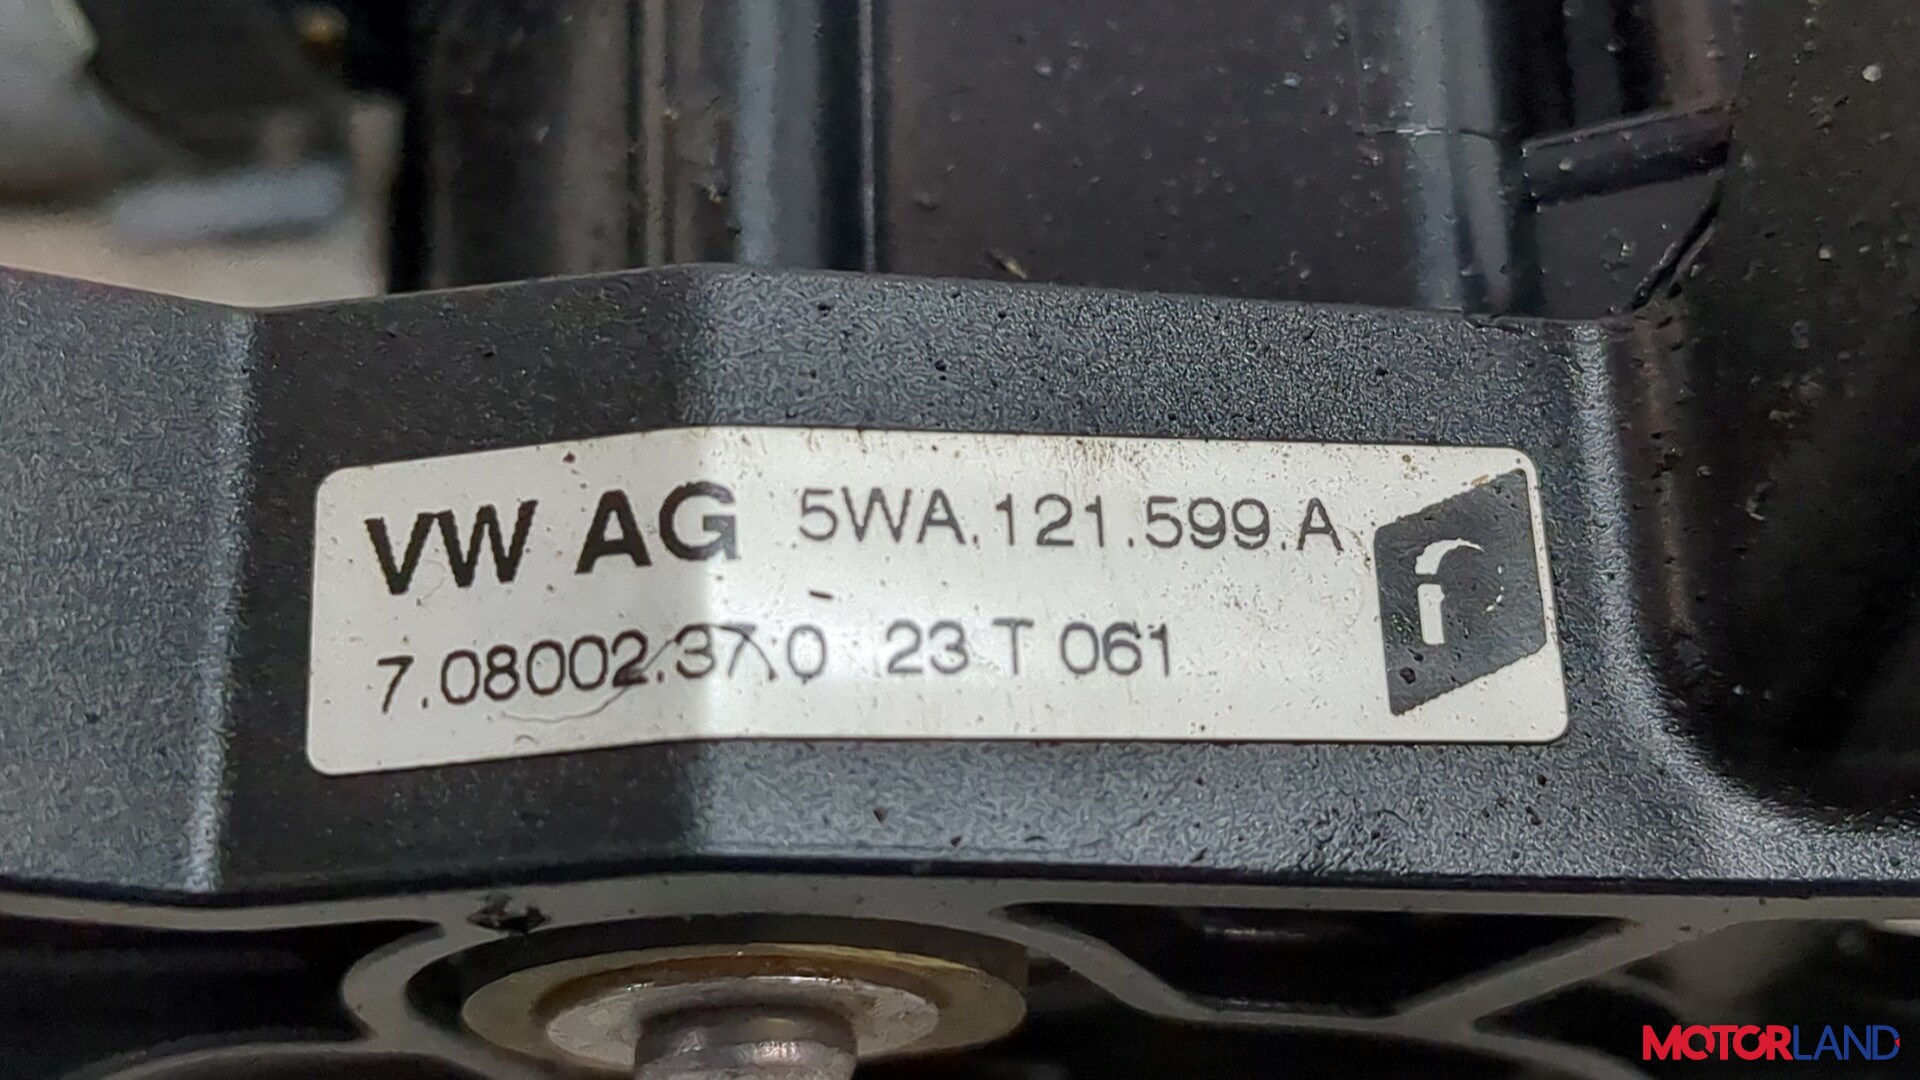 VW AG 5WA.121.599.A
7.08002.37.0 23 T 061
MOTORLAND